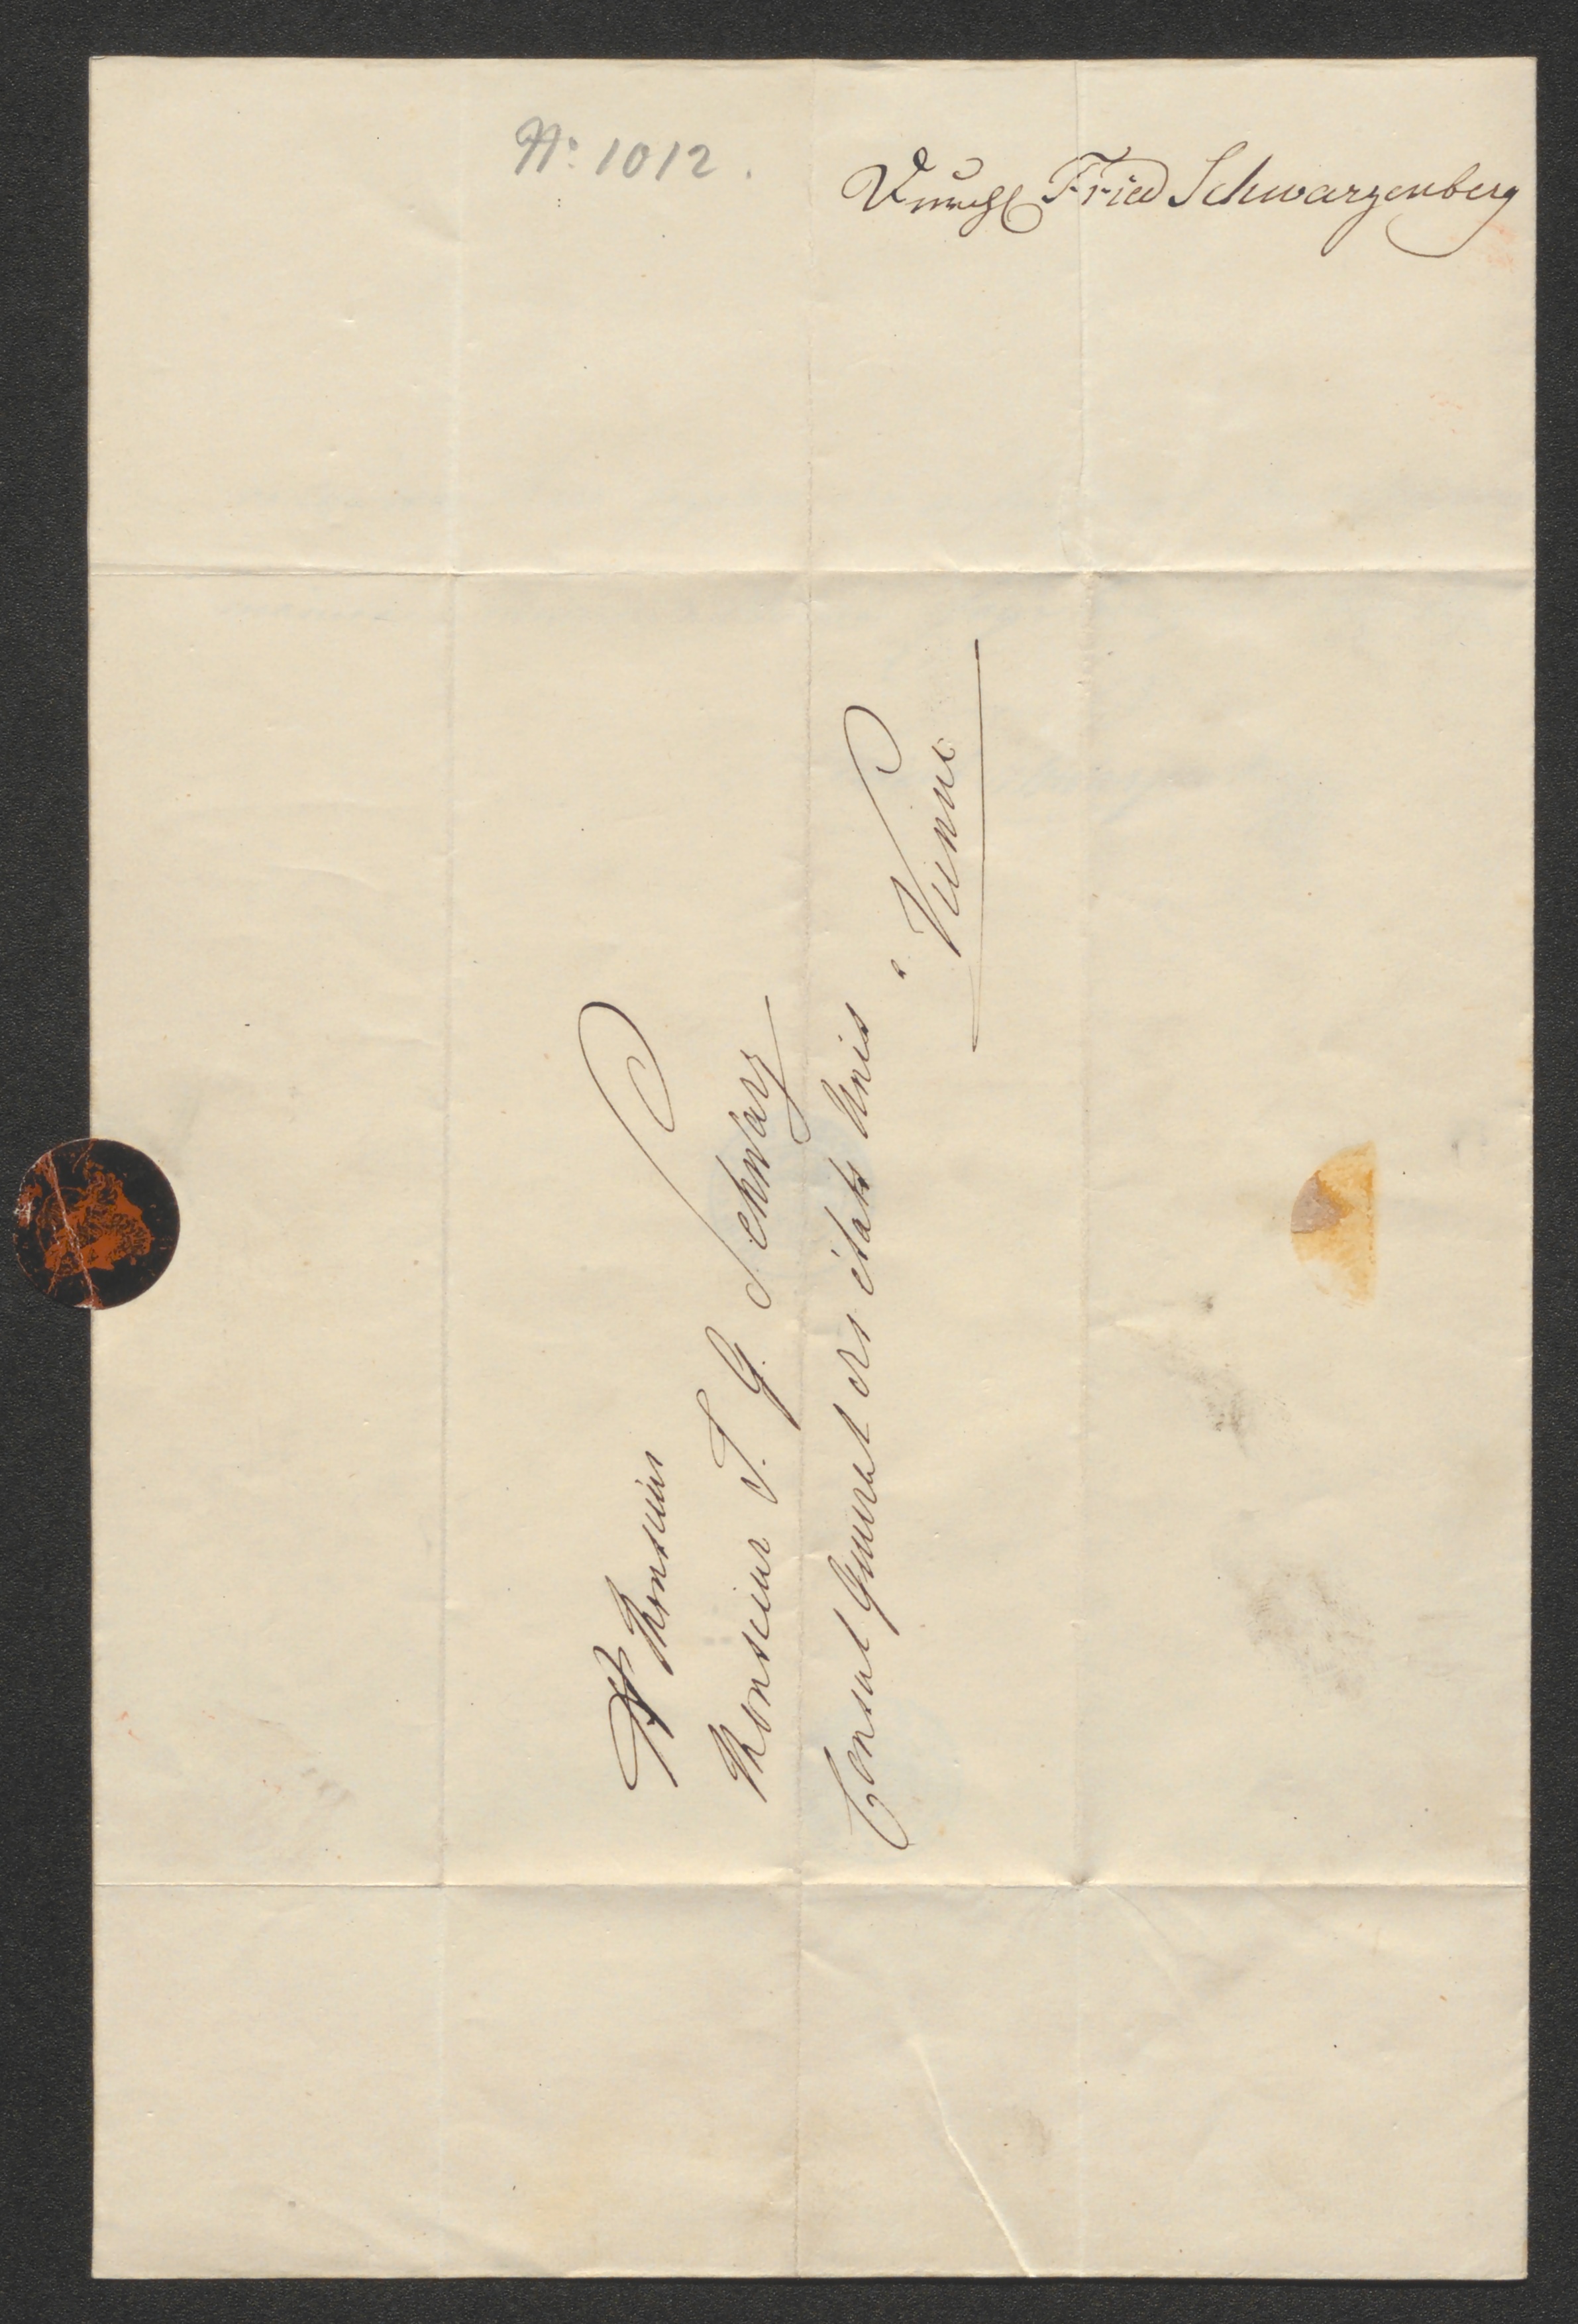 N: 1012.
Fried Schwarzenberg
A Monsieur
Monsieur J. G. Schwarz
Consul General des états Unis
à Vienne